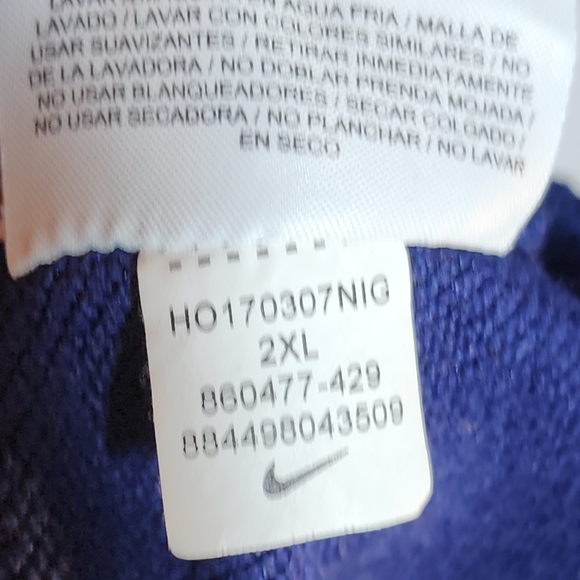 AGUA FRIA / MALLA DE
LAVADO / LAVAR CON COLORES SIMILARES / NO
USAR SUAVIZANTES / RETIRAR INMEDIATAMENTE
DE LA LAVADORA / NO DOBLAR PRENDA MOJADA /
NO USAR BLANQUEADORES / SECAR COLGADO /
NO USAR SECADORA / NO PLANCHAR / NO LAVAR
EN SECO
HO170307NIG
2XL
860477-429
884498043509